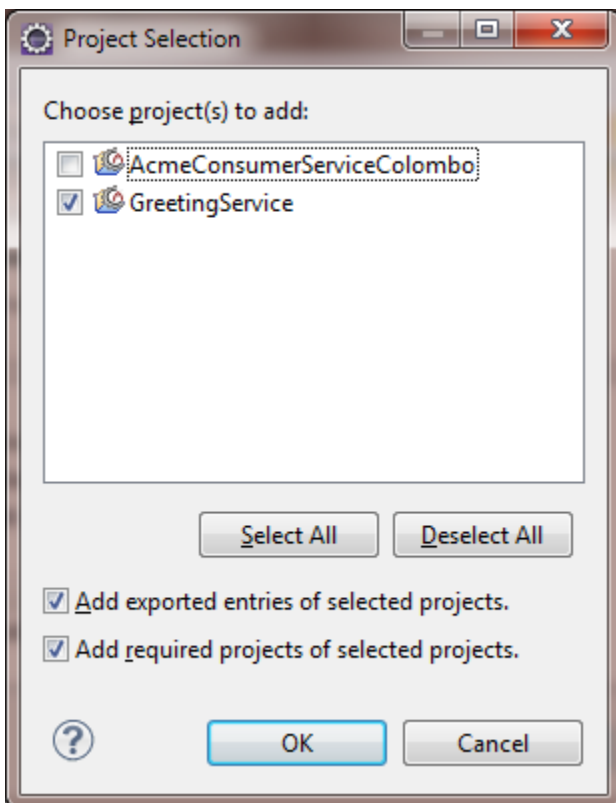 Project Selection
Choose project(s) to add:
AcmeConsumerServiceColombo
GreetingService
Select All Deselect All
Add exported entries of selected projects.
Add required projects of selected projects.
? OK Cancel